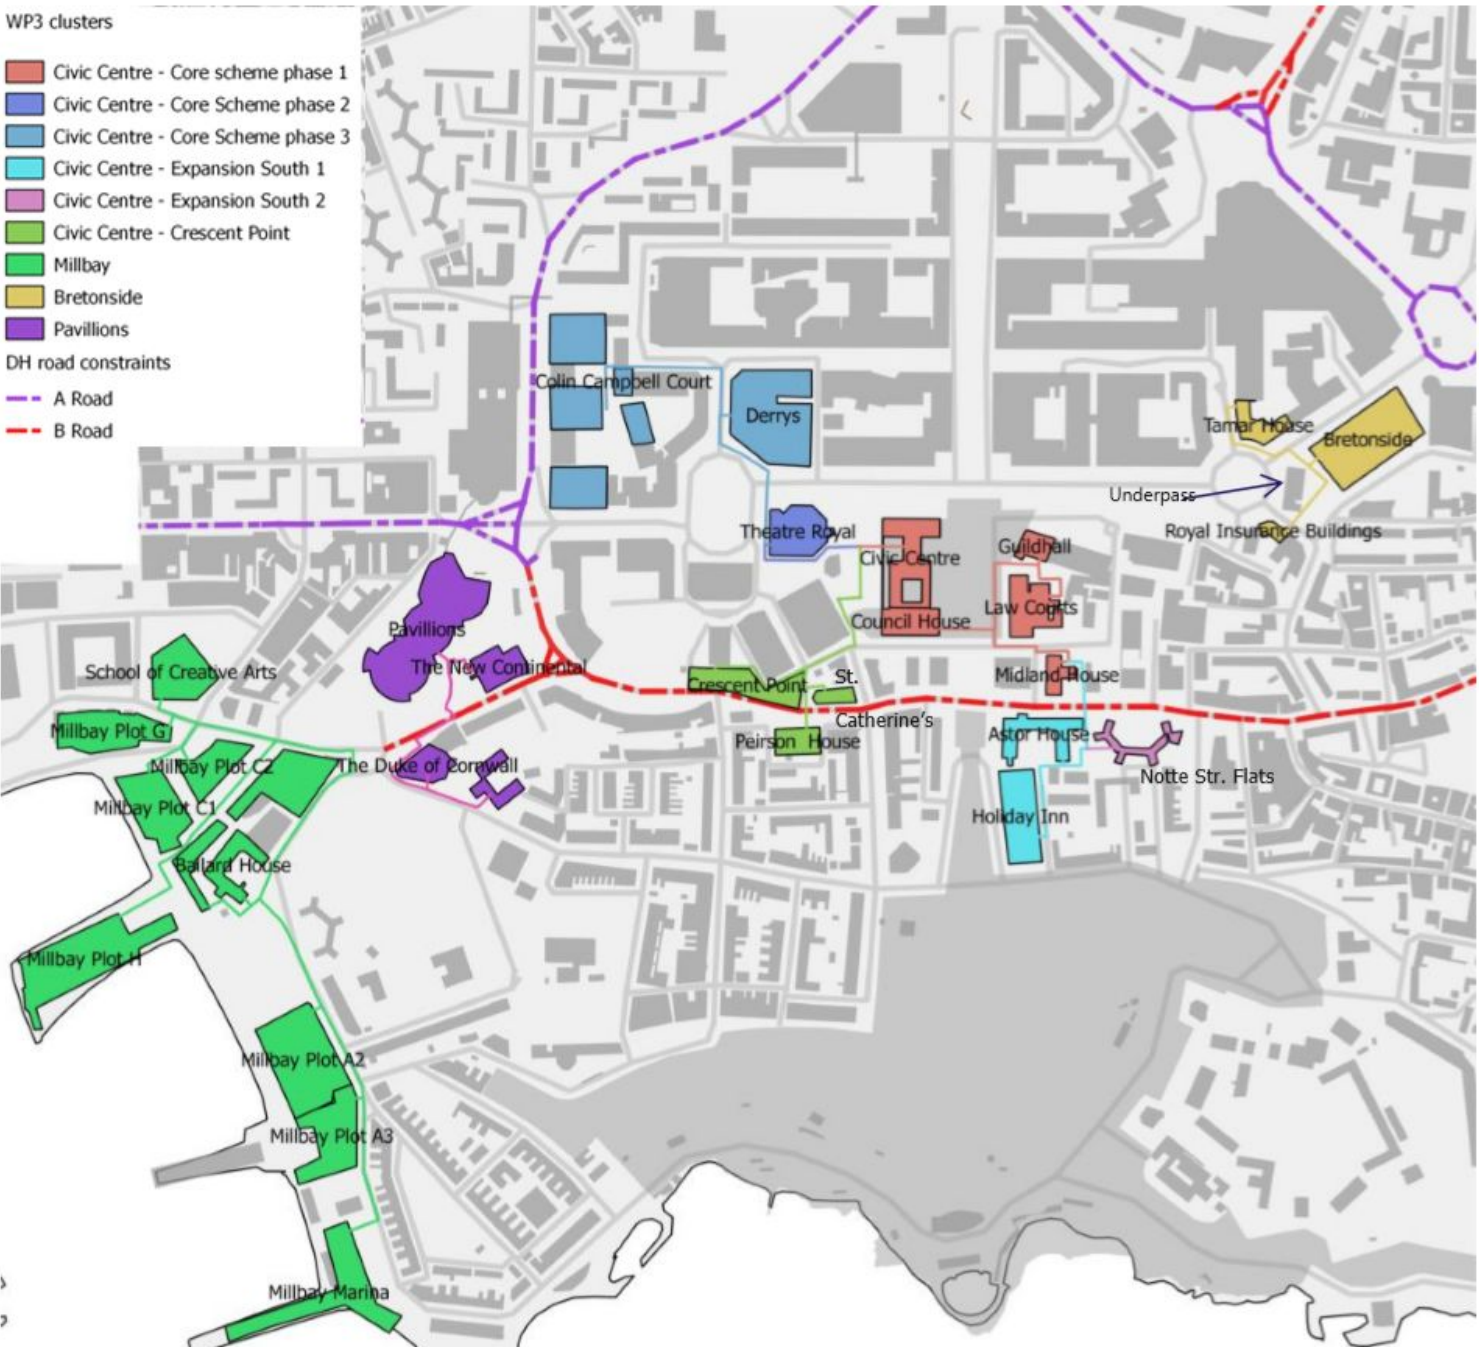 WP3 clusters
Civic Centre - Core scheme phase 1
Civic Centre - Core Scheme phase 2
Civic Centre - Core Scheme phase 3
Civic Centre - Expansion South 1
Civic Centre - Expansion South 2
Civic Centre - Crescent Point
Millbay
Bretonside
Pavillions
DH road constraints
A Road
B Road
Colin Campbell Court
Derrys
Tamar House
Bretonside
Underpass
Theatre Royal
Royal Insurance Buildings
Civic Centre
Guildhall
Law Courts
Council House
Pavillions
The New Continental
School of Creative Arts
Crescent Point
St.
Catherine's
Midland House
Millbay Plot G
Peirson House
Astor House
Millbay Plot C2
The Duke of Cornwall
Notte Str. Flats
Millbay Plot C1
Holiday Inn
Ballard House
Millbay Plot H
Millbay Plot A2
Millbay Plot A3
Millbay Marina